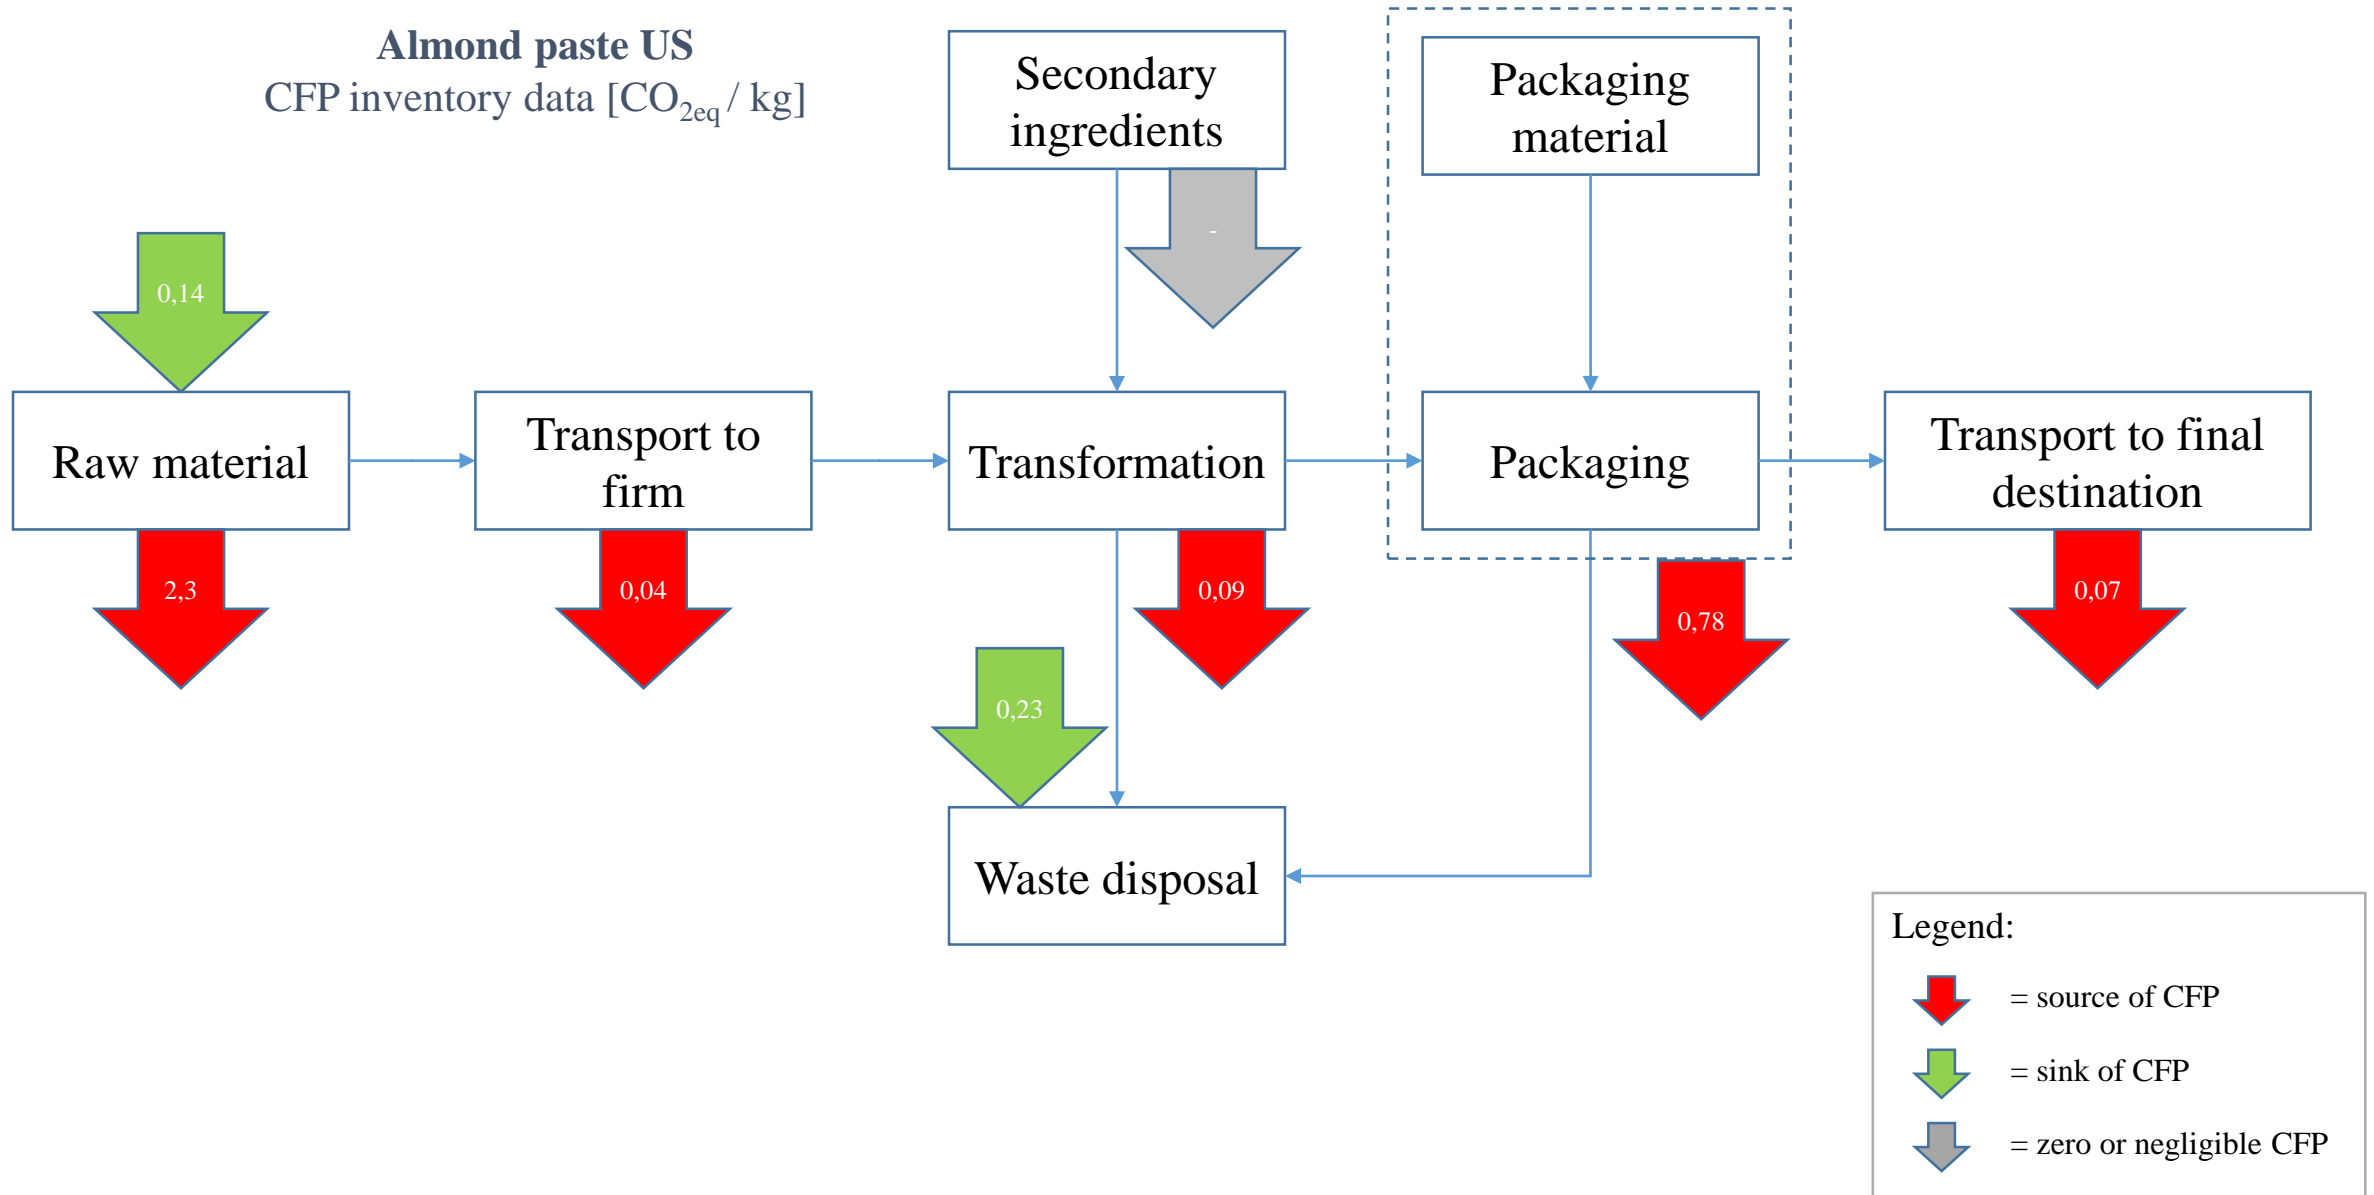 Almond paste US
CFP inventory data [CO2eq / kg]
Secondary
ingredients
Packaging
material
-
0,14
Raw material
Transport to
firm
Transformation
Packaging
Transport to final
destination
2,3
0,04
0,09
0,78
0,07
0,23
Waste disposal
Legend:
= source of CFP
= sink of CFP
= zero or negligible CFP